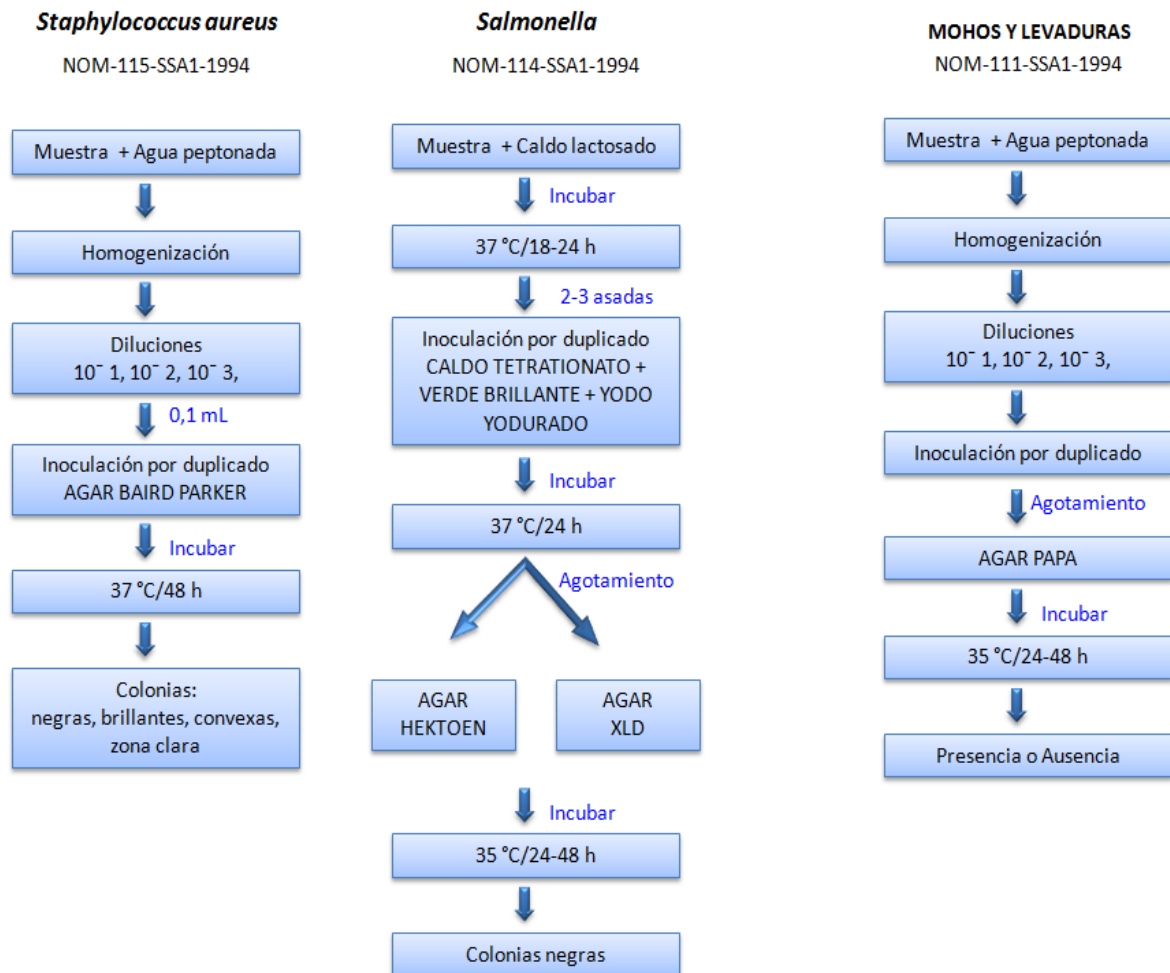 Staphylococcus aureus
NOM-115-SSA1-1994
Muestra + Agua peptonada
Homogenización
Diluciones
10⁻ 1, 10⁻ 2, 10⁻ 3,
0,1 mL
Inoculación por duplicado
AGAR BAIRD PARKER
Incubar
37 °C/48 h
Colonias:
negras, brillantes, convexas,
zona clara
Salmonella
NOM-114-SSA1-1994
Muestra + Caldo lactosado
Incubar
37 °C/18-24 h
2-3 asadas
Inoculación por duplicado
CALDO TETRATIONATO +
VERDE BRILLANTE + YODO
YODURADO
Incubar
37 °C/24 h
Agotamiento
AGAR
HEKTOEN
AGAR
XLD
Incubar
35 °C/24-48 h
Colonias negras
MOHOS Y LEVADURAS
NOM-111-SSA1-1994
Muestra + Agua peptonada
Homogenización
Diluciones
10⁻ 1, 10⁻ 2, 10⁻ 3,
Inoculación por duplicado
Agotamiento
AGAR PAPA
Incubar
35 °C/24-48 h
Presencia o Ausencia